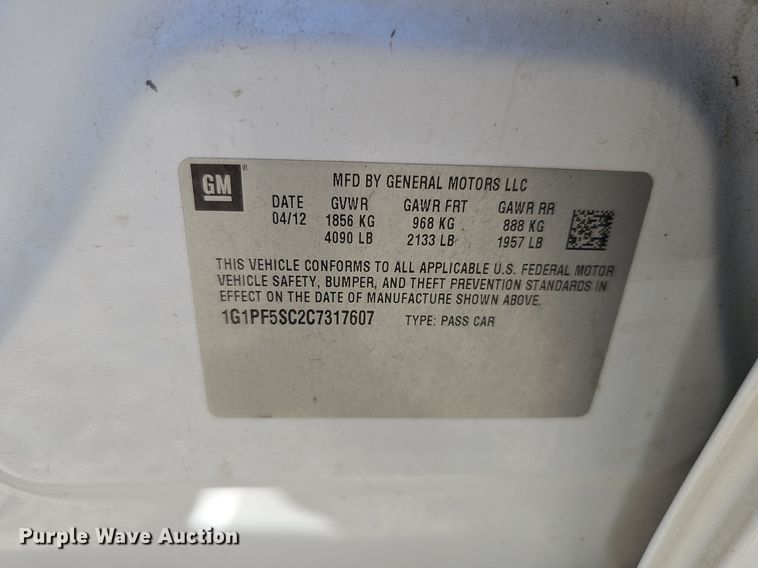 GM
MFD BY GENERAL MOTORS LLC
DATE GVWR GAWR FRT GAWR RR
04/12 1856 KG 968 KG 888 KG
4090 LB 2133 LB 1957 LB
THIS VEHICLE CONFORMS TO ALL APPLICABLE U.S. FEDERAL MOTOR
VEHICLE SAFETY, BUMPER, AND THEFT PREVENTION STANDARDS IN
EFFECT ON THE DATE OF MANUFACTURE SHOWN ABOVE.
1G1PF5SC2C7317607 TYPE: PASS CAR
Purple Wave Auction